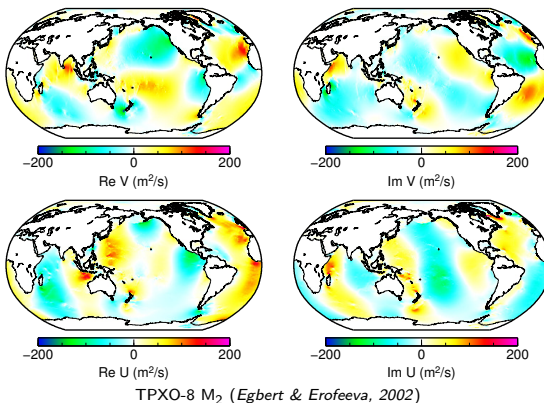 −200 0 200 −200 0 200
Re V (m²/s) Im V (m²/s)
−200 0 200 −200 0 200
Re U (m²/s) Im U (m²/s)
TPXO-8 M₂ (Egbert & Erofeeva, 2002)